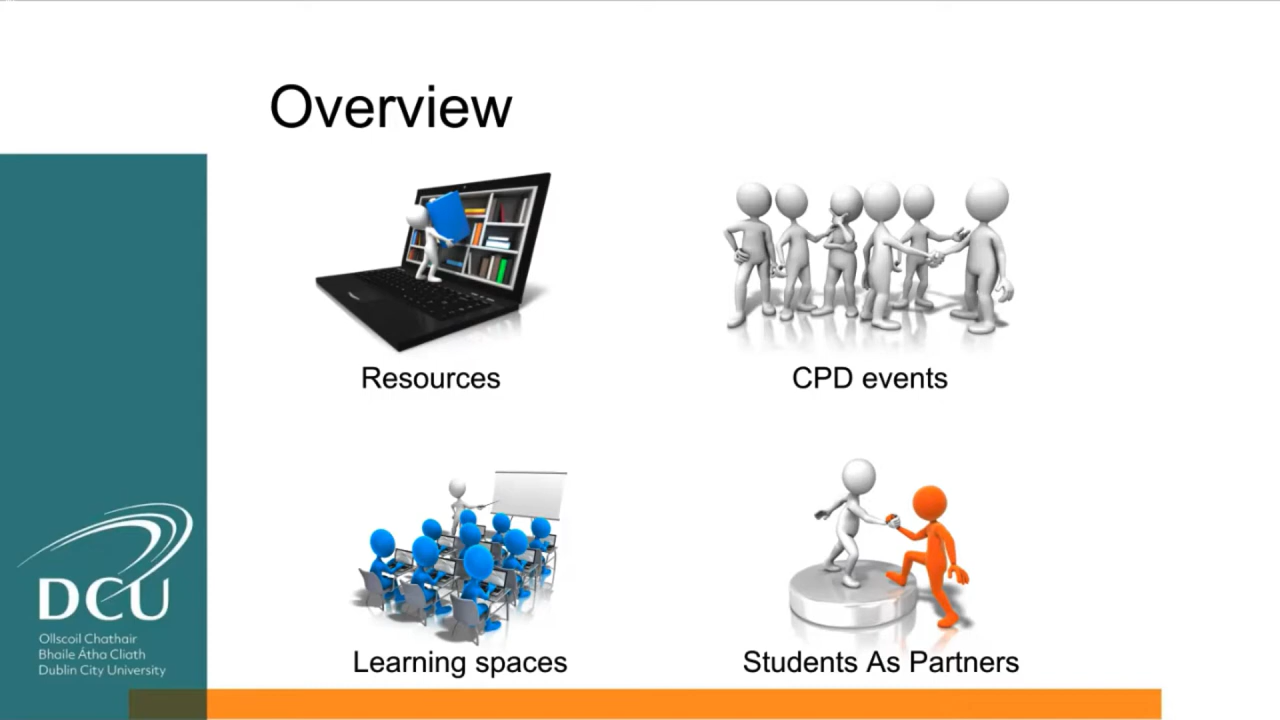 Overview
Resources
CPD events
Learning spaces
Students As Partners
DCU
Ollscoil Chathair
Bhaile Átha Cliath
Dublin City University